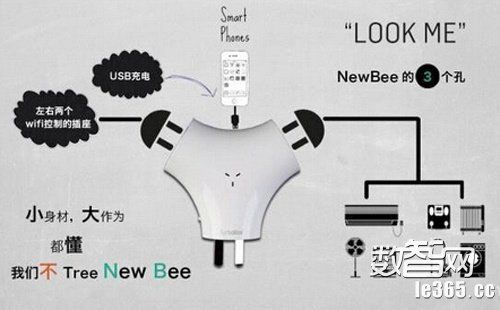 Smart
Phones
"LOOK ME"
USB充电
NewBee 的 3 个孔
左右两个
wifi控制的插座
小身材，大作为
都懂
我们不 Tree New Bee
数智网
le365.cc